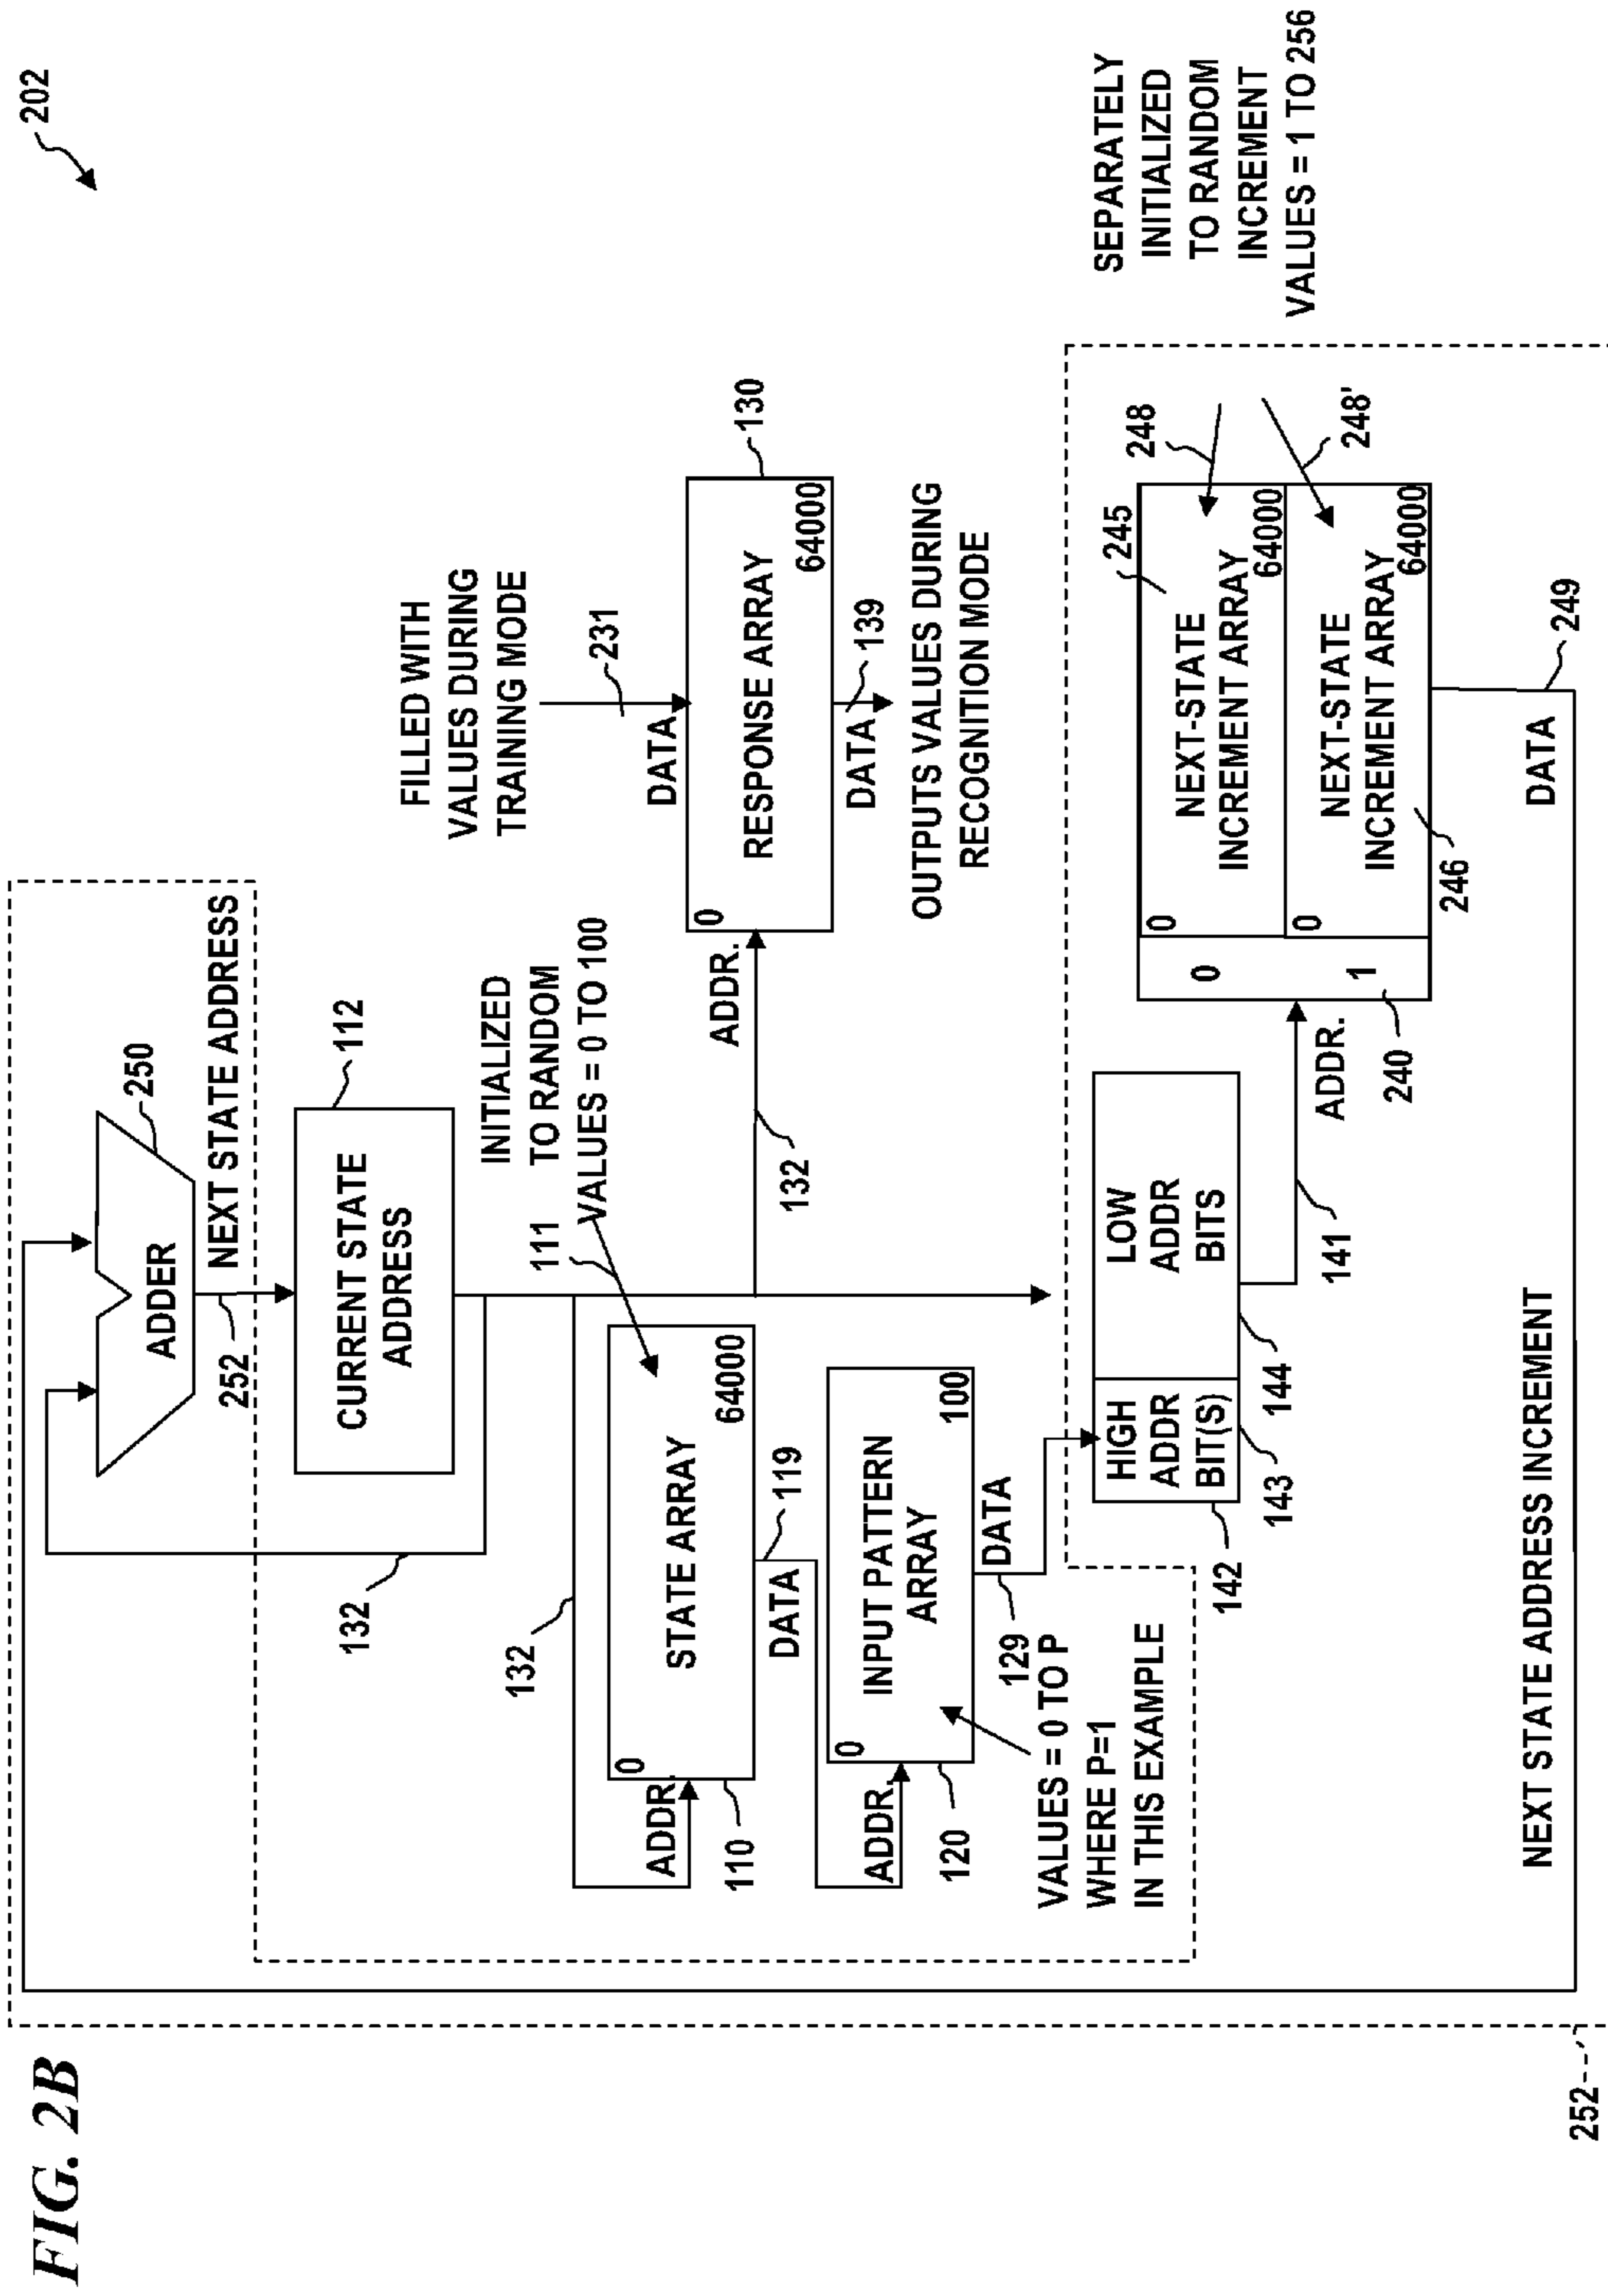 FIG. 2B
202
252
ADDER
250
NEXT STATE ADDRESS
252
CURRENT STATE
ADDRESS
112
132
132
INITIALIZED
TO RANDOM
VALUES = 0 TO 100
111
0
STATE ARRAY
64000
ADDR.
110
DATA
119
0
INPUT PATTERN
ARRAY
100
ADDR.
120
DATA
129
VALUES = 0 TO P
WHERE P=1
IN THIS EXAMPLE
FILLED WITH
VALUES DURING
TRAINING MODE
DATA
231
0
RESPONSE ARRAY
64000
130
ADDR.
132
DATA
139
OUTPUTS VALUES DURING
RECOGNITION MODE
HIGH
ADDR
BIT(S)
LOW
ADDR
BITS
142
143
144
141
ADDR.
240
0
1
0
NEXT-STATE
INCREMENT ARRAY
64000
245
0
NEXT-STATE
INCREMENT ARRAY
64000
246
248
248'
SEPARATELY
INITIALIZED
TO RANDOM
INCREMENT
VALUES = 1 TO 256
DATA
249
NEXT STATE ADDRESS INCREMENT